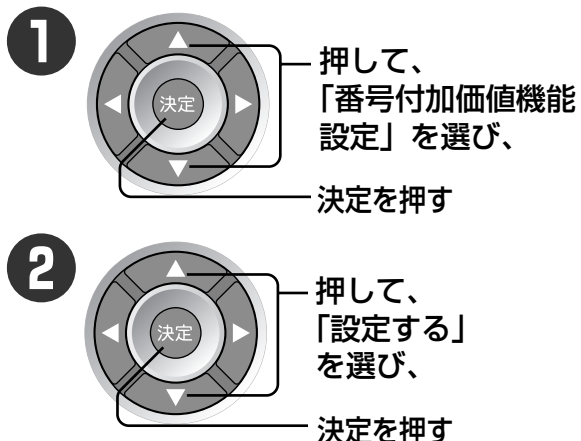 1
押して、
「番号付加価値機能
設定」を選び、
決定
決定を押す
2
押して、
「設定する」
を選び、
決定
決定を押す